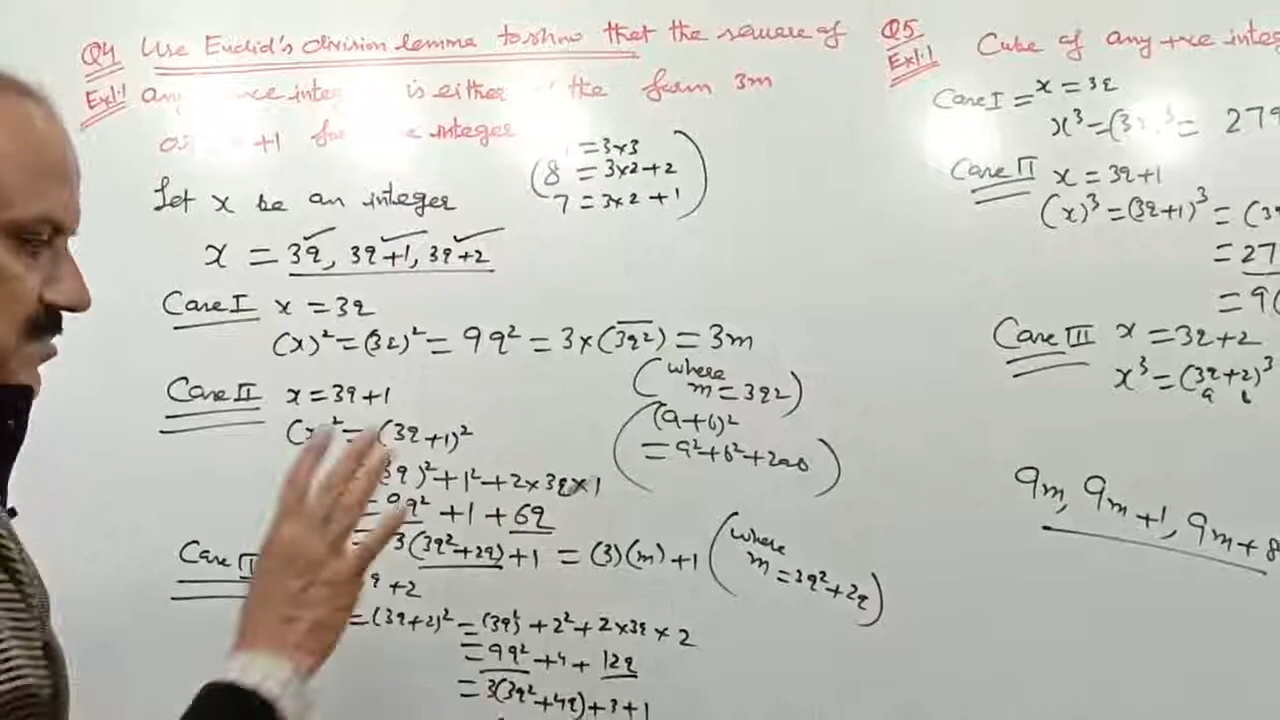 Q4 Use Euclid's division lemma to show that the square of
Ex1.1 any +ve integ is either the form 3m
or +1 for e integer
= 3×3
(8 = 3×2+2
7 = 3×2+1)
Let x be an integer
x = 3q, 3q+1, 3q+2
Case I x = 3q
(x)² = (3q)² = 9q² = 3×(3q²) = 3m
(where m = 3q²)
Case II x = 3q+1
(x)² = (3q+1)²
(a+b)² = a²+b²+2ab
(3q)²+1²+2×3q×1
= 9q² + 1 + 6q
= 3(3q²+2q)+1 = (3)(m)+1
(where m = 3q²+2q)
Case III
q+2
= (3q+2)² = (3q)² + 2² + 2×3q×2
= 9q² + 4 + 12q
= 3(3q²+4q)+3+1
Q5 Cube of any +ve integ
Ex1.1
Case I = x = 3q
x³ = (3q)³ = 27q
Case II x = 3q+1
(x)³ = (3q+1)³ = (3q
= 27
= 9(
Case III x = 3q+2
x³ = (3q+2)³
a b
9m, 9m+1, 9m+8